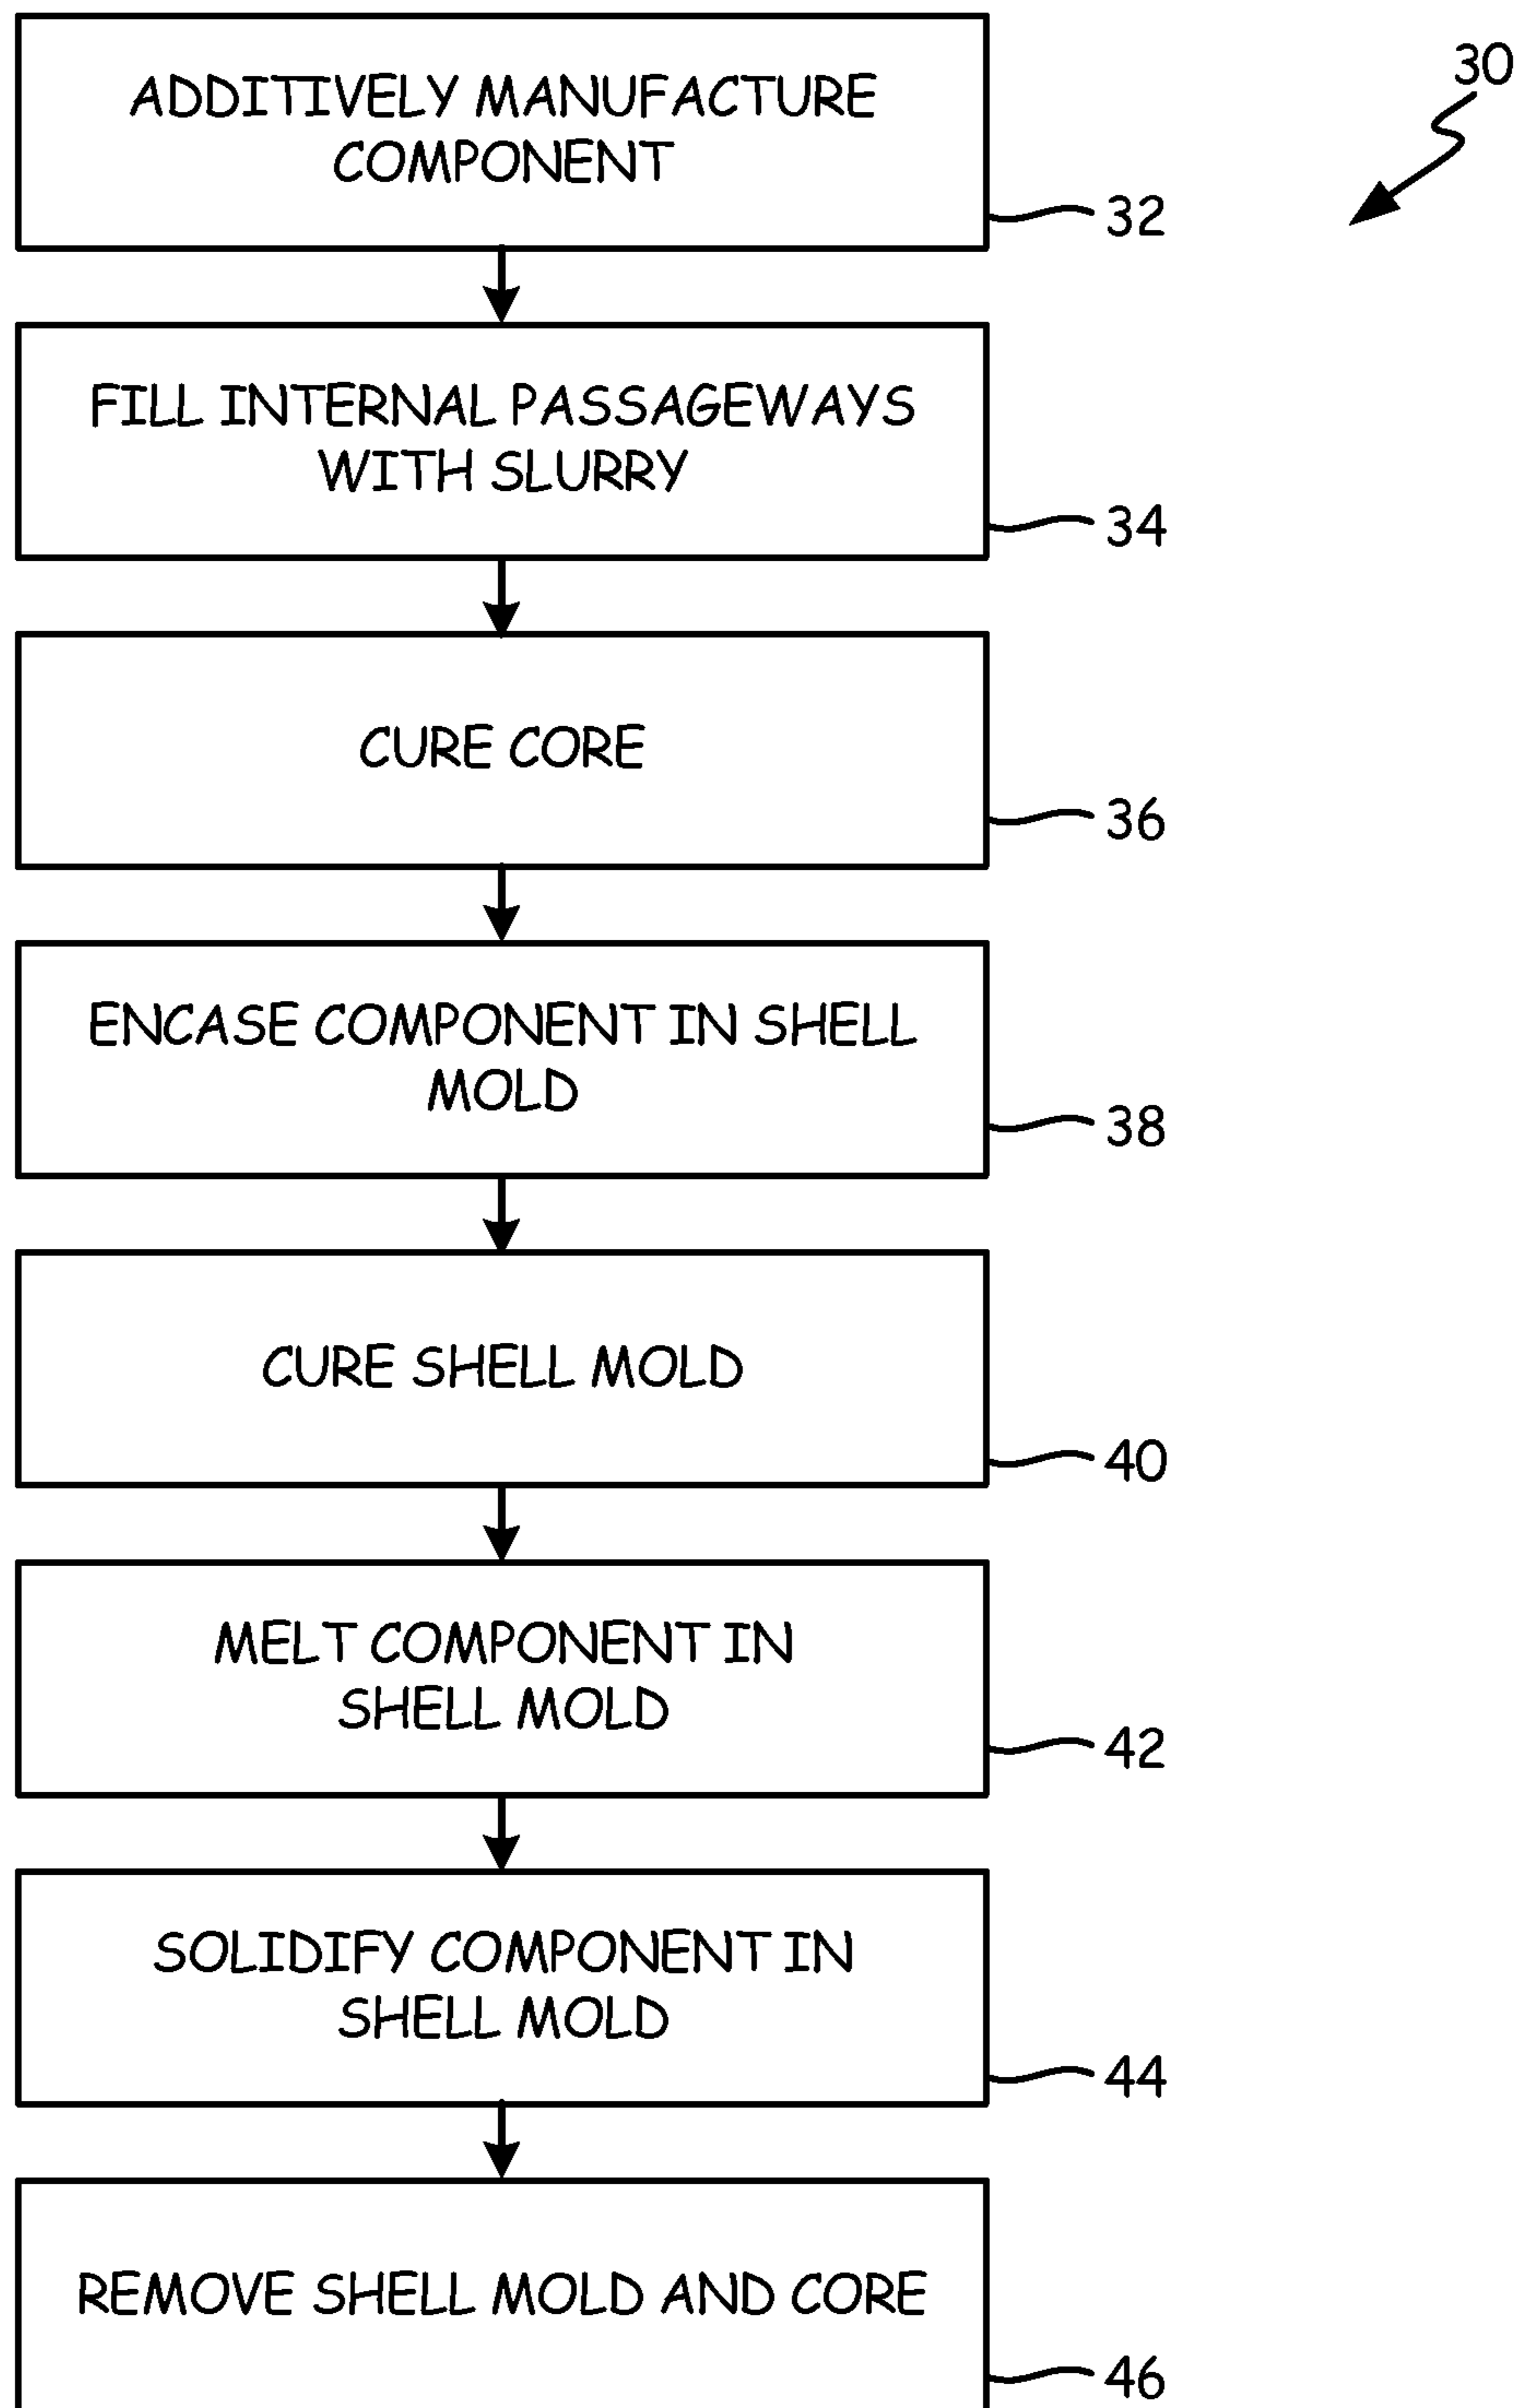 30
ADDITIVELY MANUFACTURE
COMPONENT
32
FILL INTERNAL PASSAGEWAYS
WITH SLURRY
34
CURE CORE
36
ENCASE COMPONENT IN SHELL
MOLD
38
CURE SHELL MOLD
40
MELT COMPONENT IN
SHELL MOLD
42
SOLIDIFY COMPONENT IN
SHELL MOLD
44
REMOVE SHELL MOLD AND CORE
46